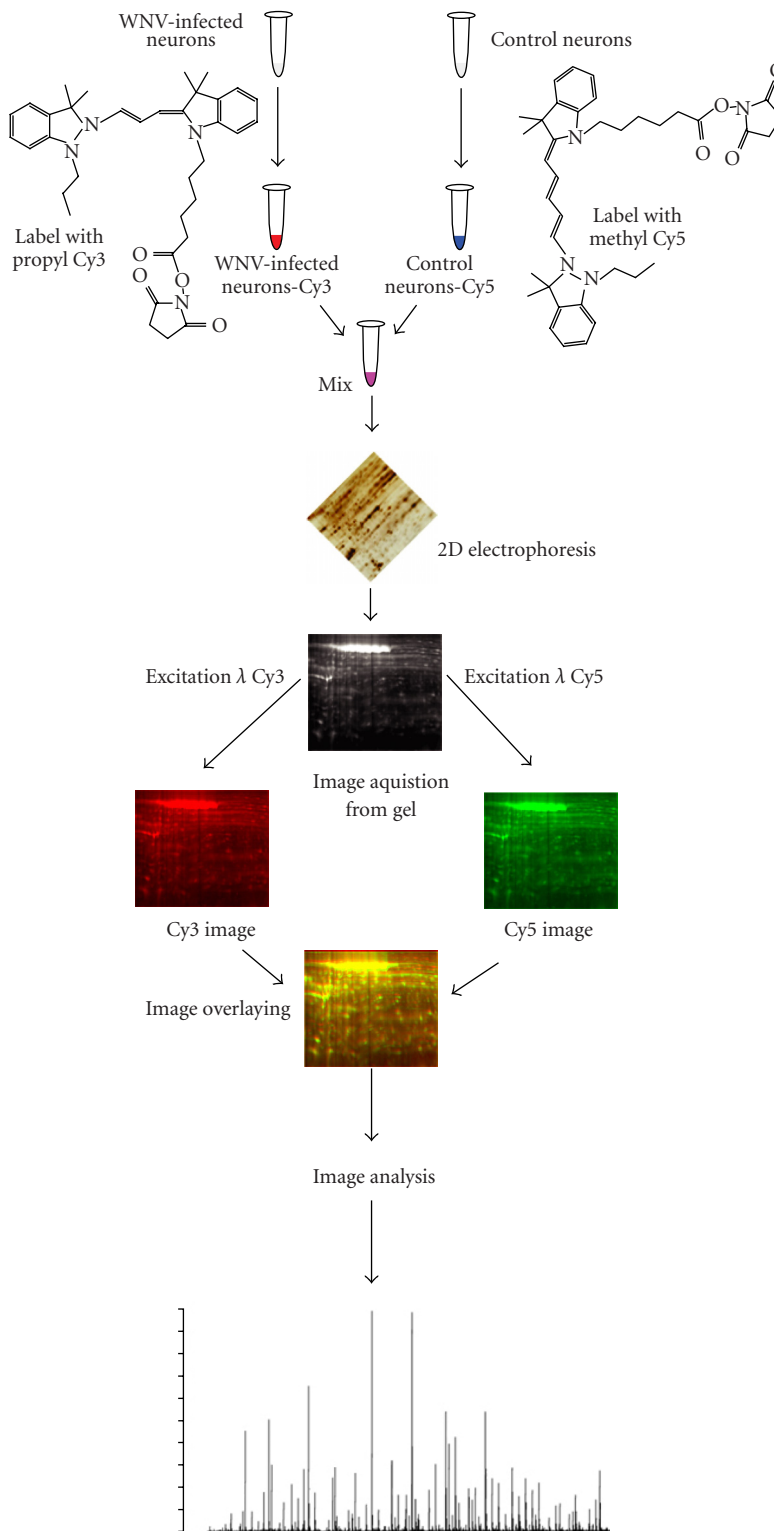 WNV-infected
neurons
Control neurons
Label with
propyl Cy3
WNV-infected
neurons-Cy3
Control
neurons-Cy5
Label with
methyl Cy5
N
N
N
O
O
N
O
O
N
O
O
N
O
O
N
N
Mix
2D electrophoresis
Excitation λ Cy3
Excitation λ Cy5
Image aquistion
from gel
Cy3 image
Cy5 image
Image overlaying
Image analysis